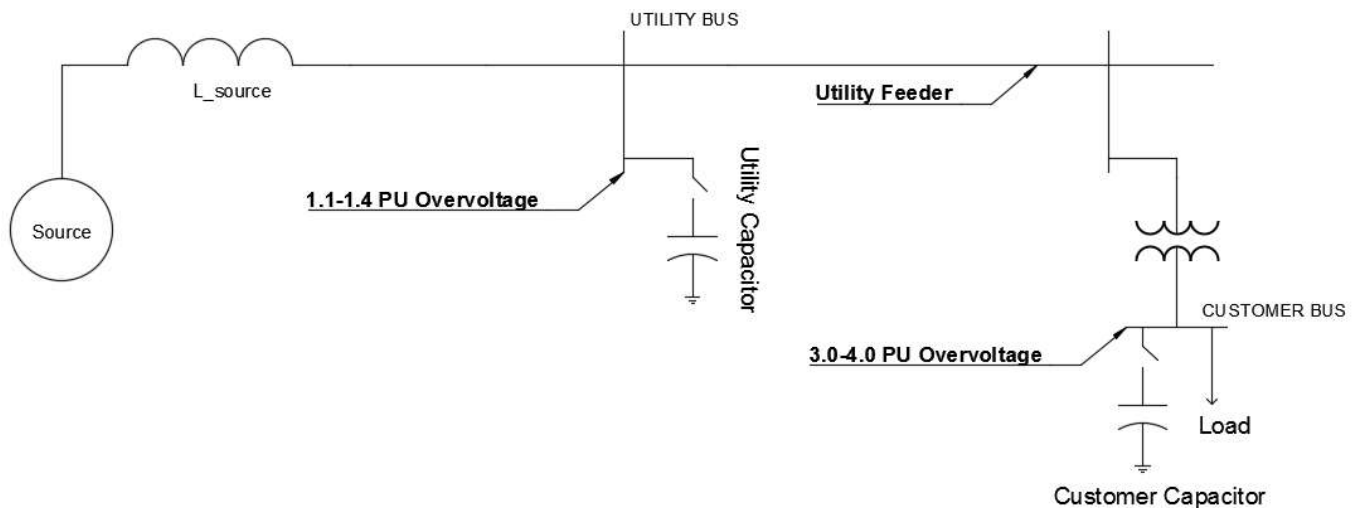 UTILITY BUS
L_source
Utility Feeder
Source
1.1-1.4 PU Overvoltage
Utility Capacitor
CUSTOMER BUS
3.0-4.0 PU Overvoltage
Load
Customer Capacitor